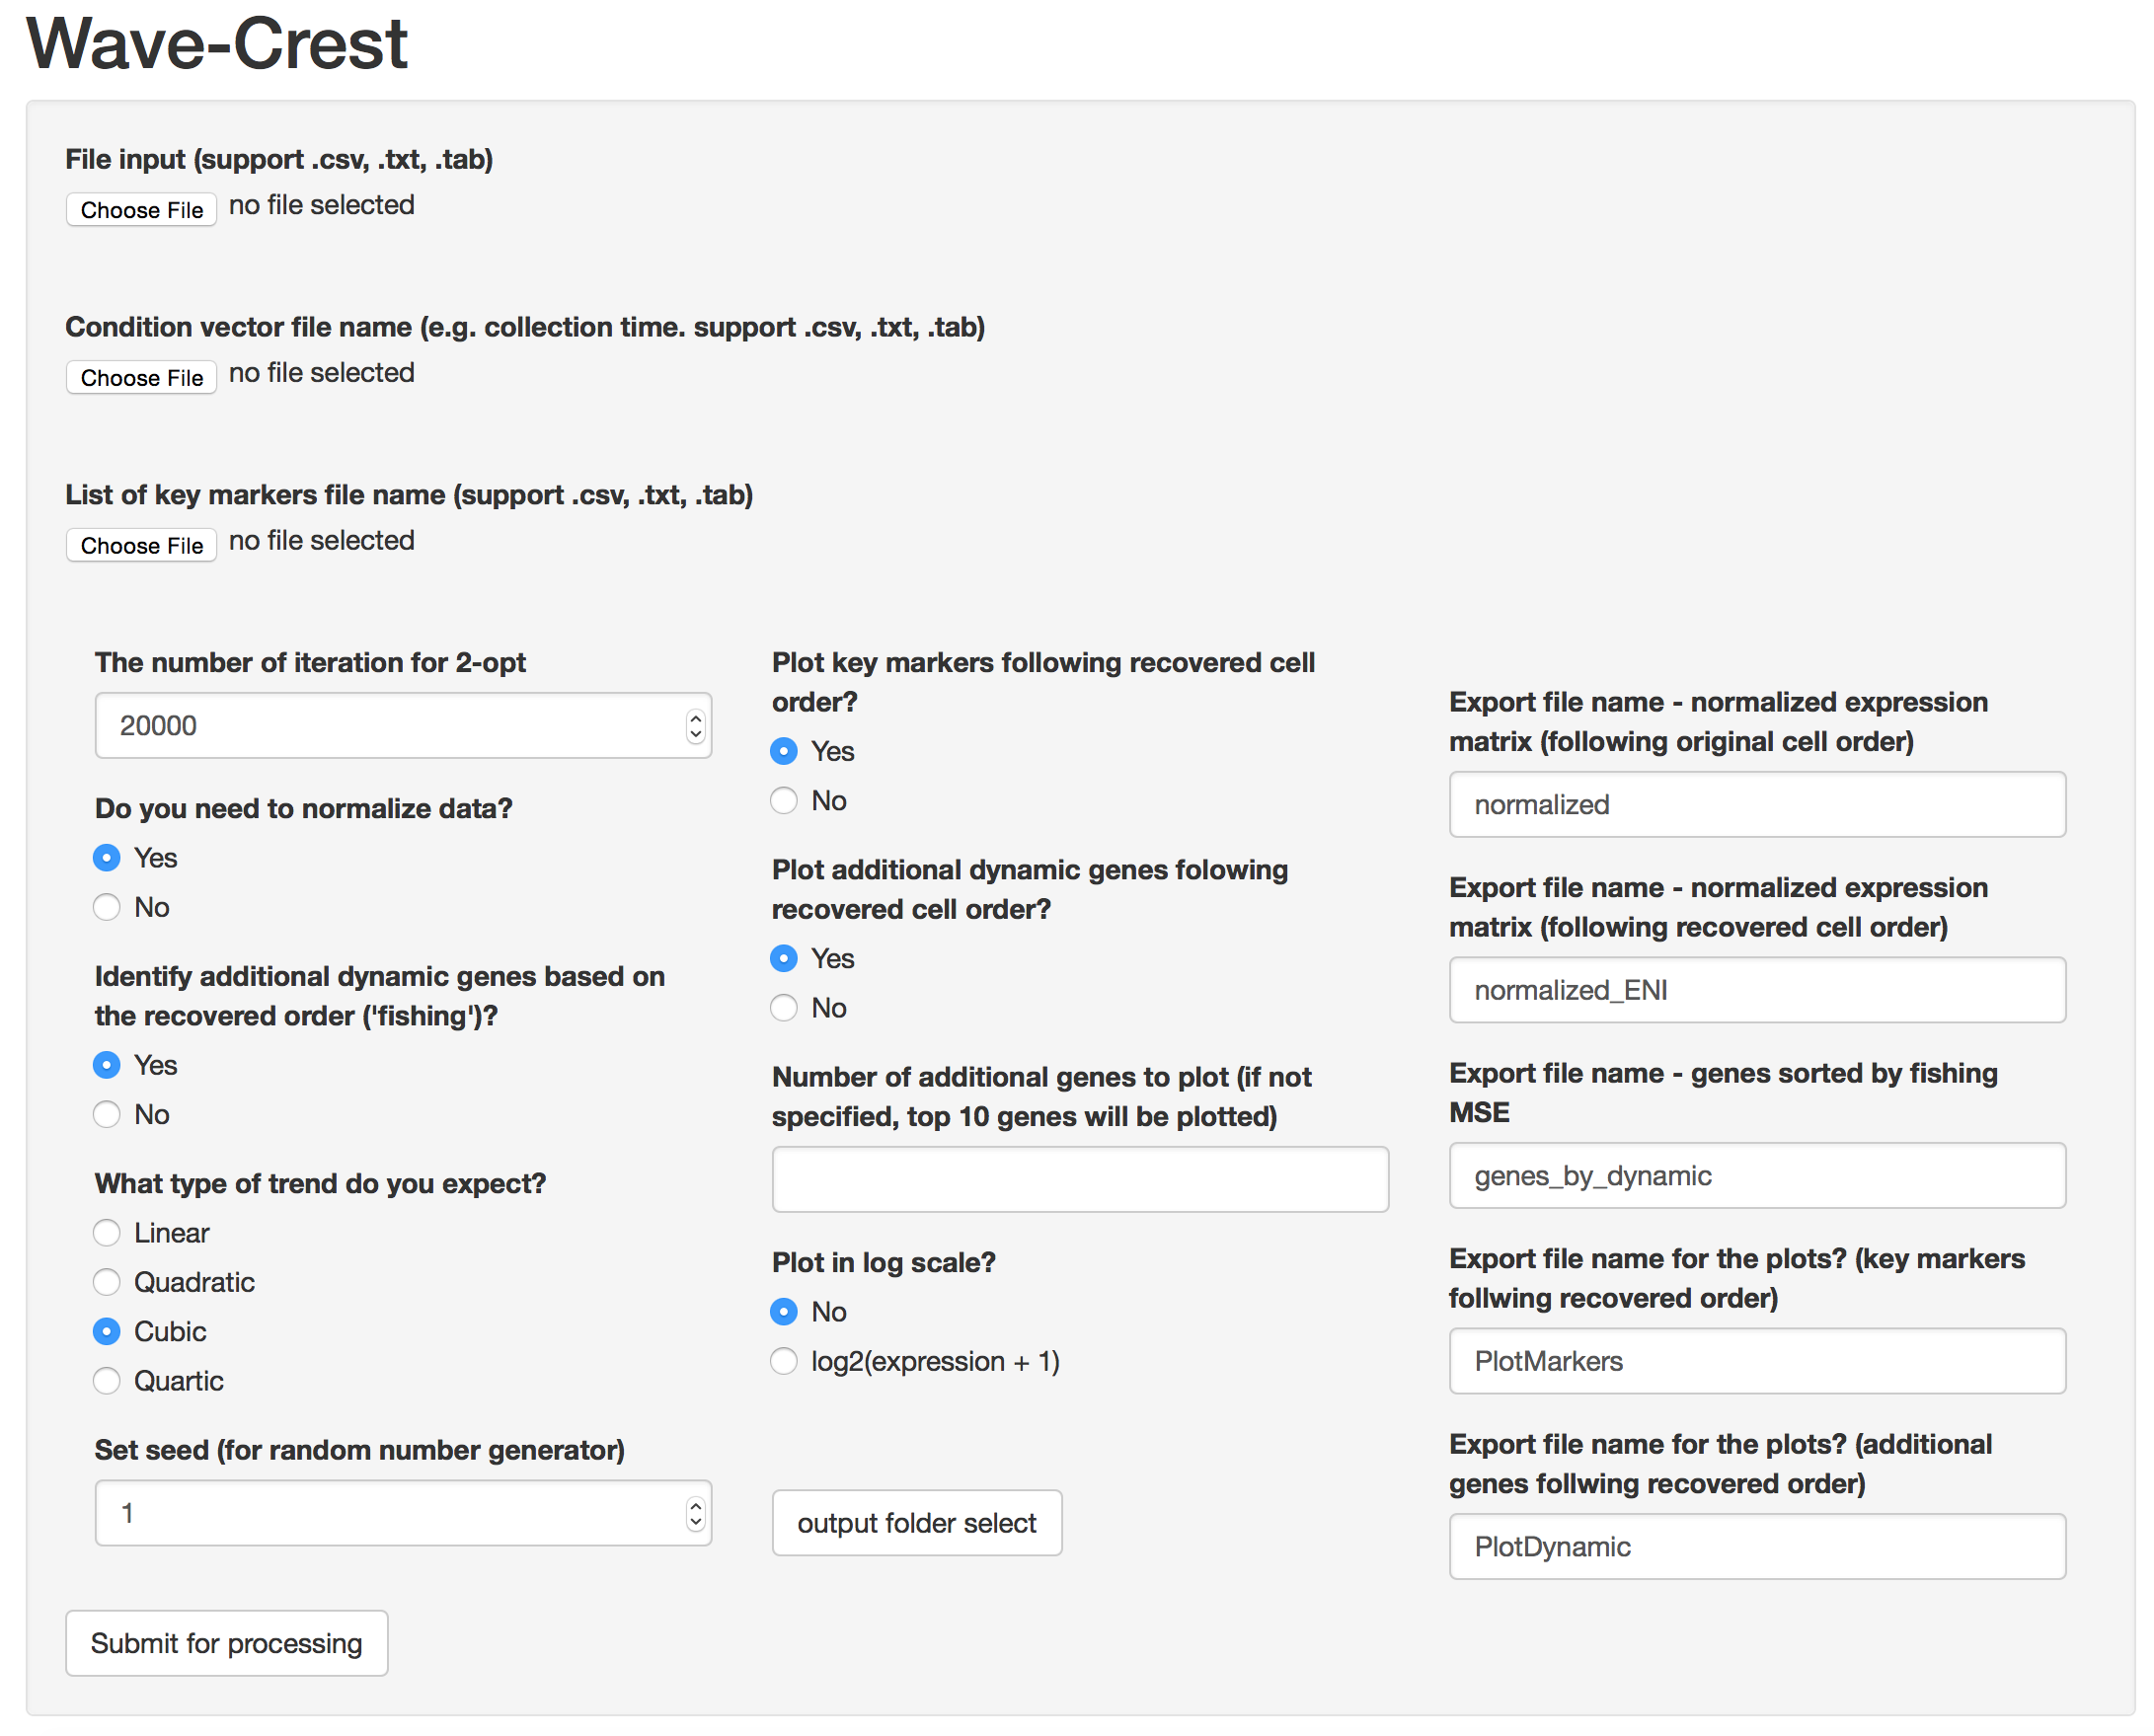 Wave-Crest
File input (support .csv, .txt, .tab)
Choose File no file selected
Condition vector file name (e.g. collection time. support .csv, .txt, .tab)
Choose File no file selected
List of key markers file name (support .csv, .txt, .tab)
Choose File no file selected
The number of iteration for 2-opt
20000
Do you need to normalize data?
Yes
No
Identify additional dynamic genes based on
the recovered order ('fishing')?
Yes
No
What type of trend do you expect?
Linear
Quadratic
Cubic
Quartic
Set seed (for random number generator)
1
Plot key markers following recovered cell
order?
Yes
No
Plot additional dynamic genes folowing
recovered cell order?
Yes
No
Number of additional genes to plot (if not
specified, top 10 genes will be plotted)
Plot in log scale?
No
log2(expression + 1)
output folder select
Export file name - normalized expression
matrix (following original cell order)
normalized
Export file name - normalized expression
matrix (following recovered cell order)
normalized_ENI
Export file name - genes sorted by fishing
MSE
genes_by_dynamic
Export file name for the plots? (key markers
follwing recovered order)
PlotMarkers
Export file name for the plots? (additional
genes follwing recovered order)
PlotDynamic
Submit for processing